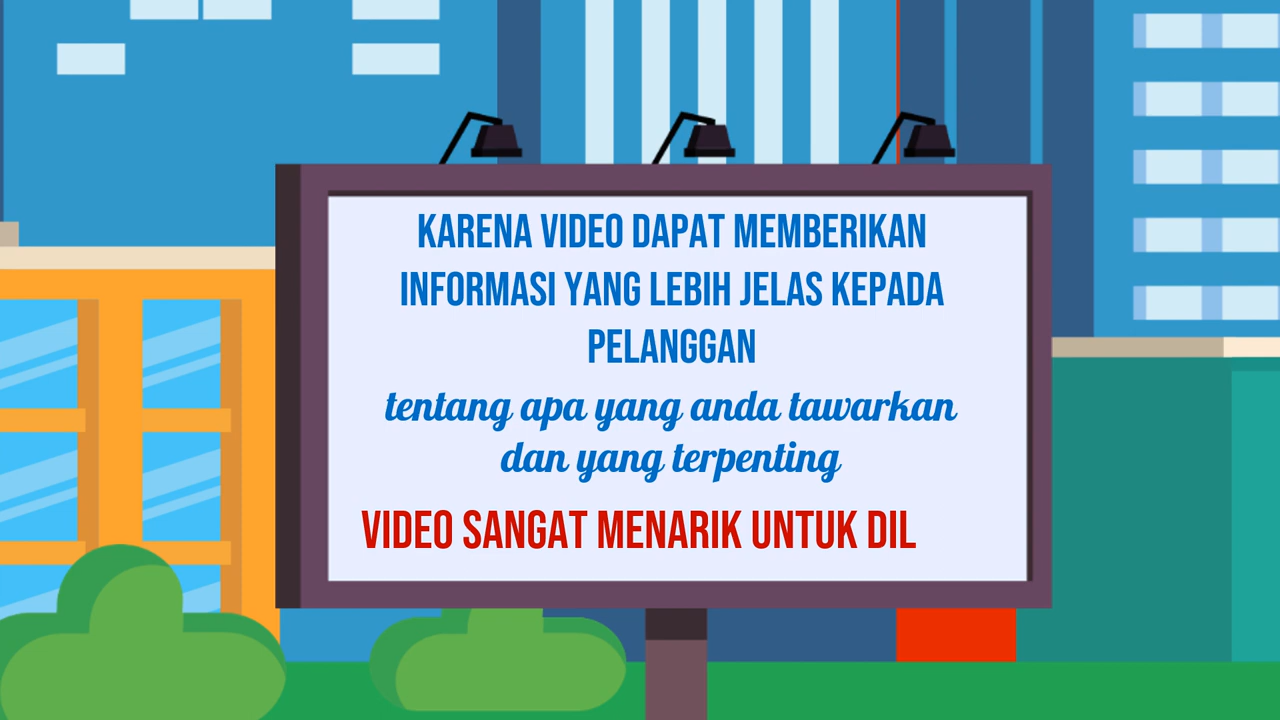 KARENA VIDEO DAPAT MEMBERIKAN
INFORMASI YANG LEBIH JELAS KEPADA
PELANGGAN
tentang apa yang anda tawarkan
dan yang terpenting
VIDEO SANGAT MENARIK UNTUK DIL